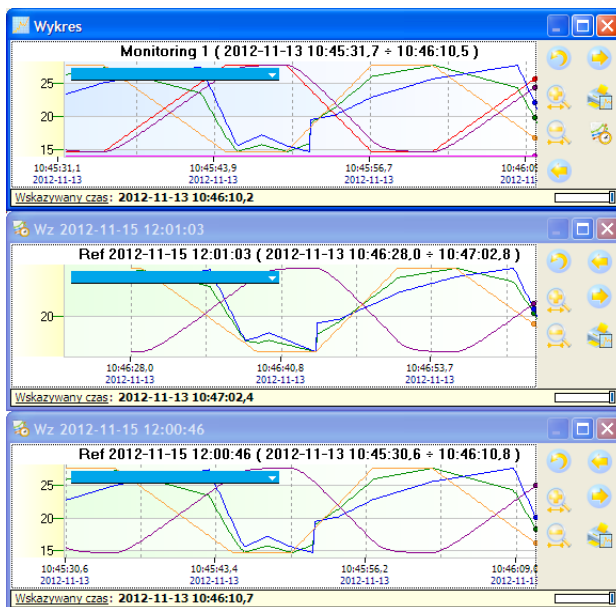 Wykres
Monitoring 1 ( 2012-11-13 10:45:31,7 ÷ 10:46:10,5 )
25
20
15
10:45:31,1 10:45:43,9 10:45:56,7 10:46:09
2012-11-13 2012-11-13 2012-11-13 2012-11-13
Wskazywany czas: 2012-11-13 10:46:10,2
Wz 2012-11-15 12:01:03
Ref 2012-11-15 12:01:03 ( 2012-11-13 10:46:28,0 ÷ 10:47:02,8 )
20
10:46:28,0 10:46:40,8 10:46:53,7
2012-11-13 2012-11-13 2012-11-13
Wskazywany czas: 2012-11-13 10:47:02,4
Wz 2012-11-15 12:00:46
Ref 2012-11-15 12:00:46 ( 2012-11-13 10:45:30,6 ÷ 10:46:10,8 )
25
20
15
10:45:30,6 10:45:43,4 10:45:56,2 10:46:09,0
2012-11-13 2012-11-13 2012-11-13 2012-11-13
Wskazywany czas: 2012-11-13 10:46:10,7